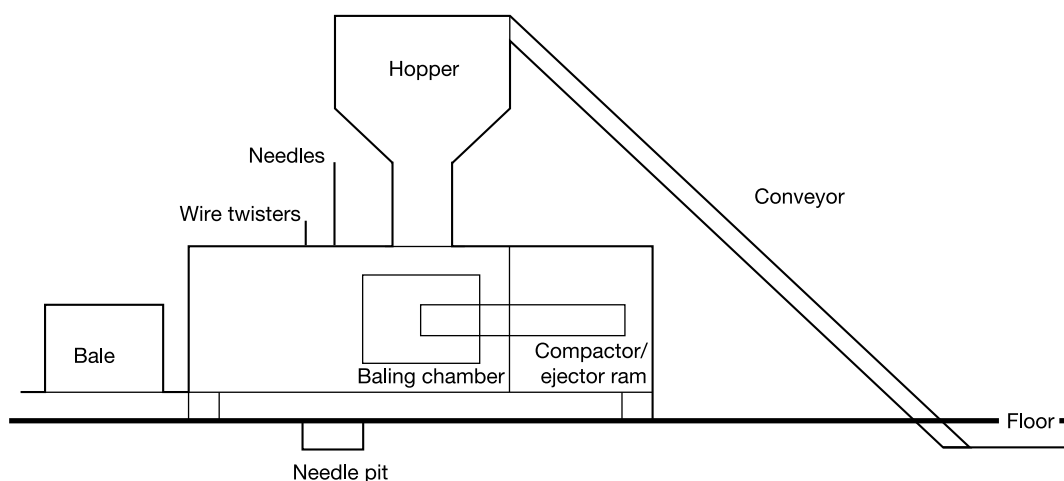 Hopper
Needles
Conveyor
Wire twisters
Bale
Baling chamber
Compactor/
ejector ram
Floor
Needle pit